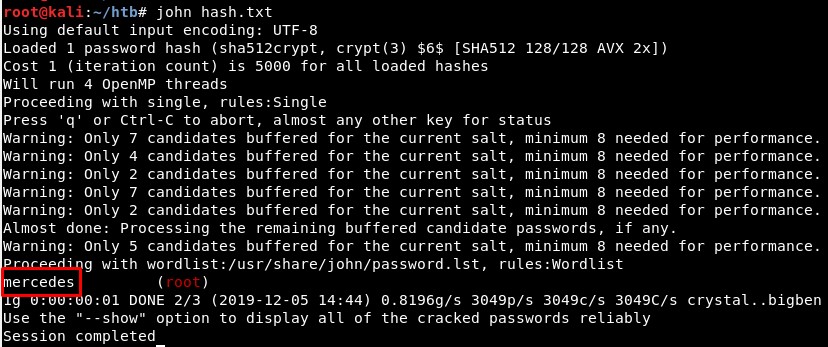 root@kali:~/htb# john hash.txt
Using default input encoding: UTF-8
Loaded 1 password hash (sha512crypt, crypt(3) $6$ [SHA512 128/128 AVX 2x])
Cost 1 (iteration count) is 5000 for all loaded hashes
Will run 4 OpenMP threads
Proceeding with single, rules:Single
Press 'q' or Ctrl-C to abort, almost any other key for status
Warning: Only 7 candidates buffered for the current salt, minimum 8 needed for performance.
Warning: Only 4 candidates buffered for the current salt, minimum 8 needed for performance.
Warning: Only 2 candidates buffered for the current salt, minimum 8 needed for performance.
Warning: Only 7 candidates buffered for the current salt, minimum 8 needed for performance.
Warning: Only 2 candidates buffered for the current salt, minimum 8 needed for performance.
Almost done: Processing the remaining buffered candidate passwords, if any.
Warning: Only 5 candidates buffered for the current salt, minimum 8 needed for performance.
Proceeding with wordlist:/usr/share/john/password.lst, rules:Wordlist
mercedes         (root)
1g 0:00:00:01 DONE 2/3 (2019-12-05 14:44) 0.8196g/s 3049p/s 3049c/s 3049C/s crystal..bigben
Use the "--show" option to display all of the cracked passwords reliably
Session completed